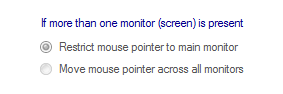 If more than one monitor (screen) is present
Restrict mouse pointer to main monitor
Move mouse pointer across all monitors